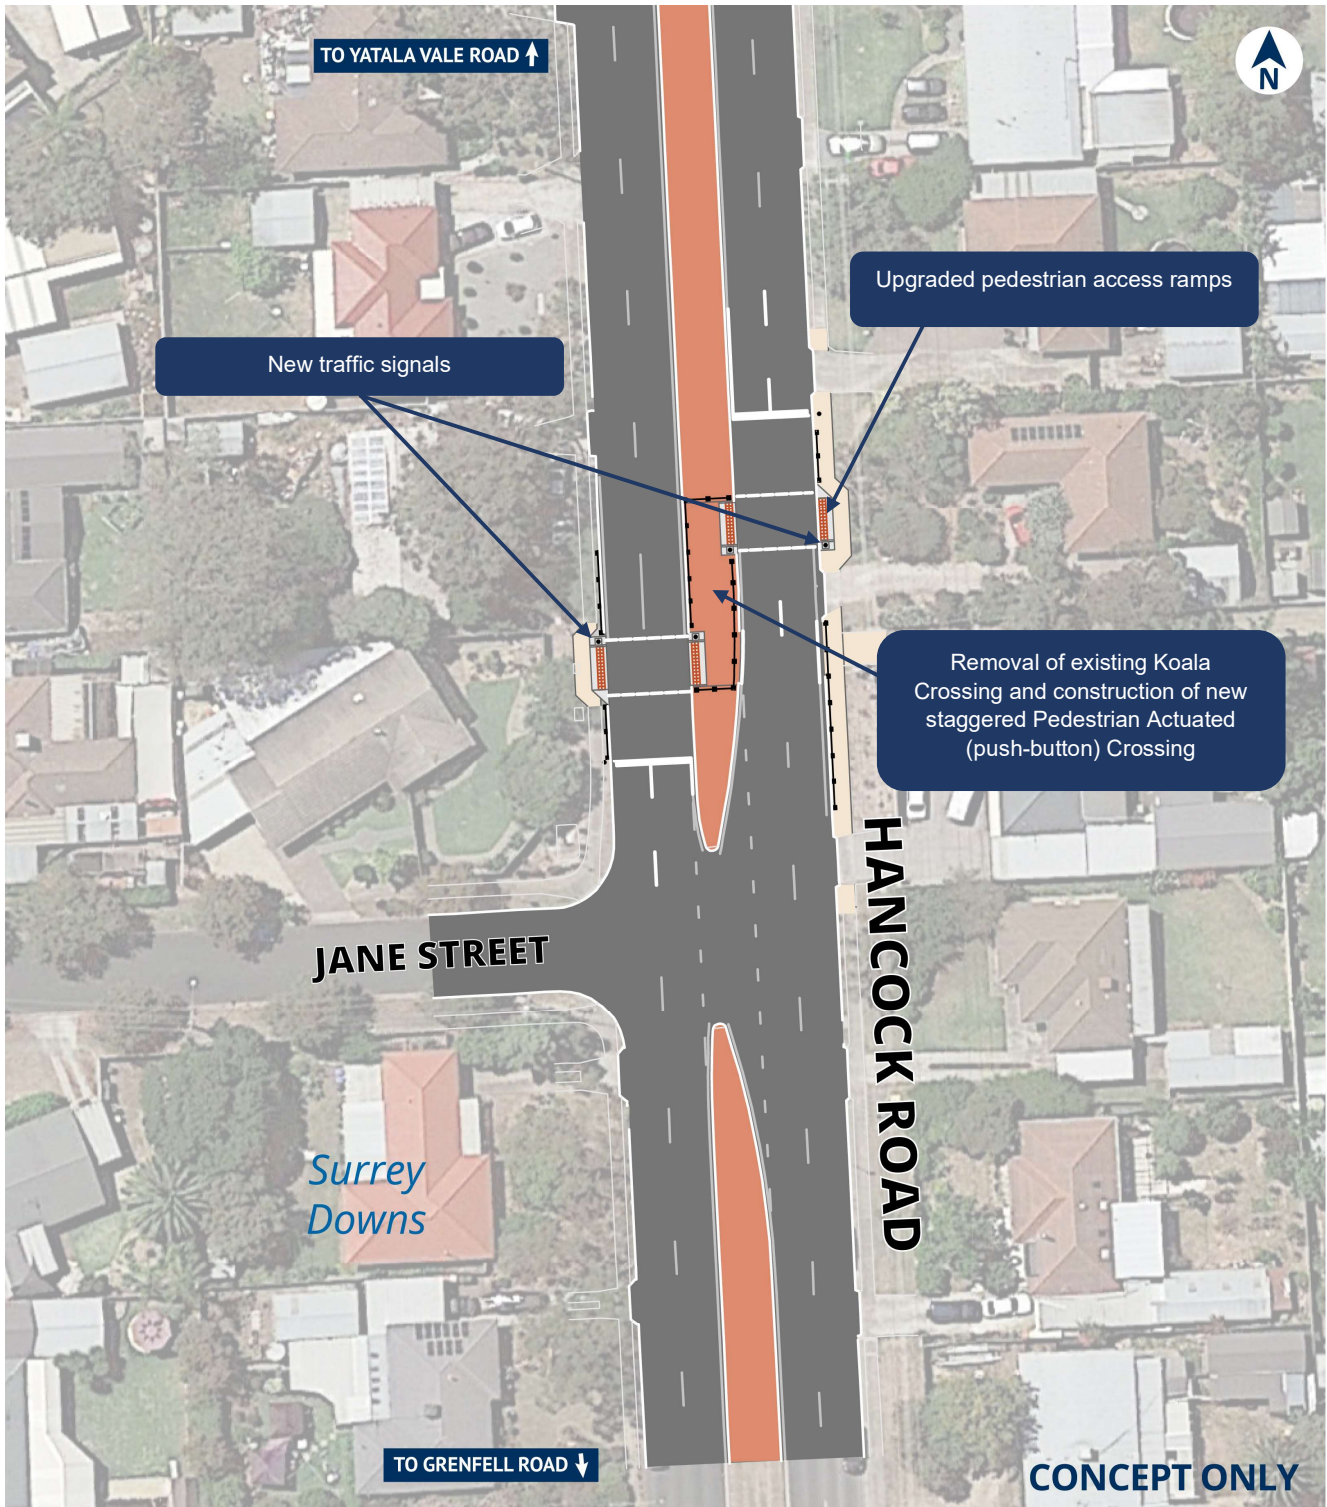 TO YATALA VALE ROAD
N
Upgraded pedestrian access ramps
New traffic signals
Removal of existing Koala
Crossing and construction of new
staggered Pedestrian Actuated
(push-button) Crossing
HANCOCK ROAD
JANE STREET
Surrey
Downs
TO GRENFELL ROAD
CONCEPT ONLY